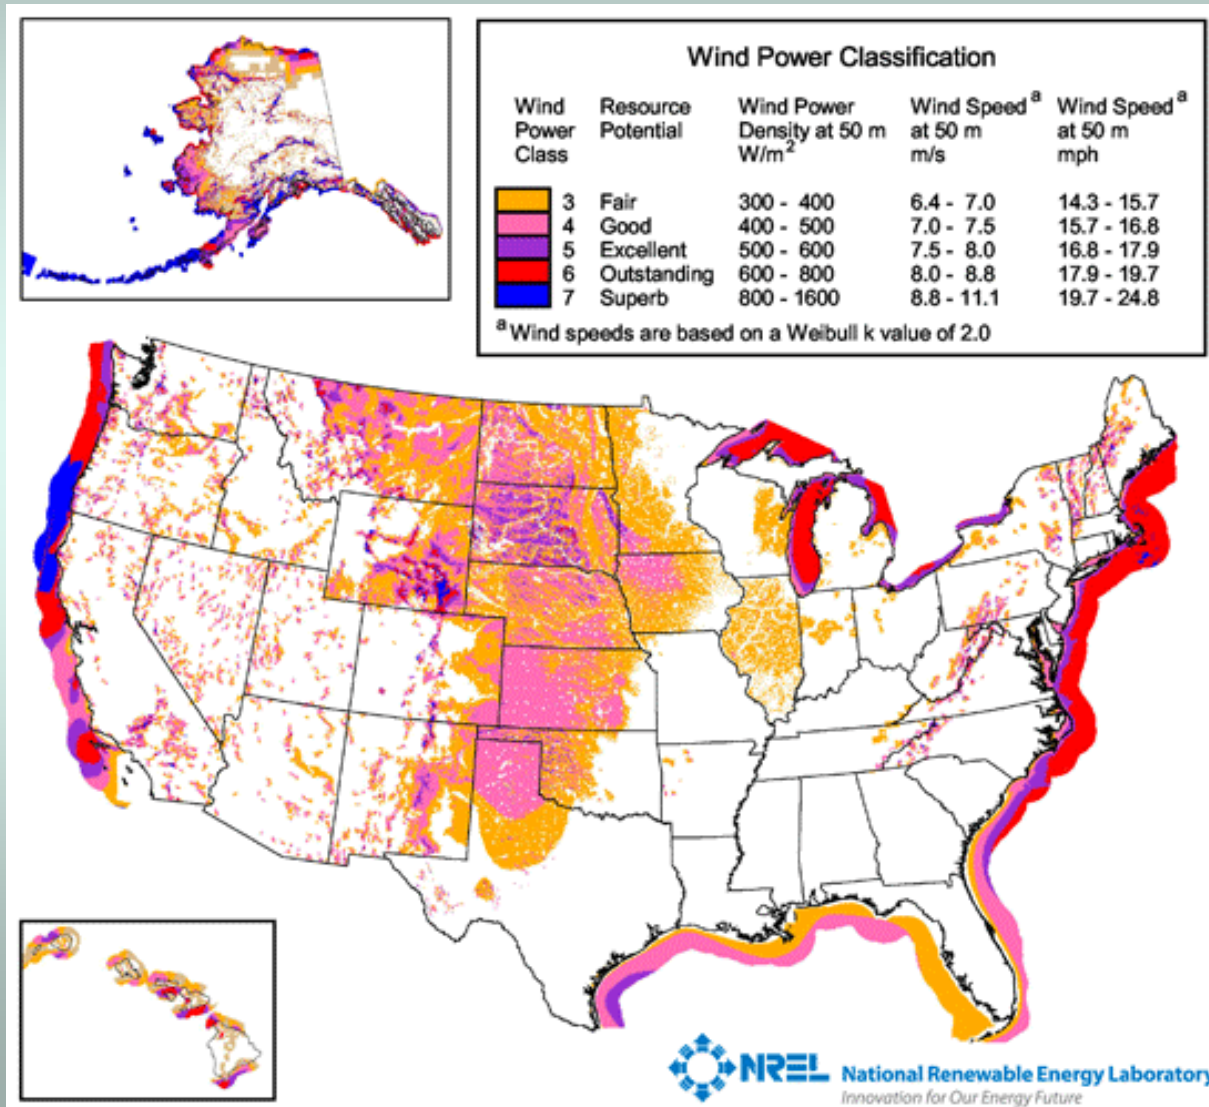 Wind Power Classification
Wind Power Class Resource Potential Wind Power Density at 50 m W/m2 Wind Speed a at 50 m m/s Wind Speed a at 50 m mph
3 Fair 300 - 400 6.4 - 7.0 14.3 - 15.7
4 Good 400 - 500 7.0 - 7.5 15.7 - 16.8
5 Excellent 500 - 600 7.5 - 8.0 16.8 - 17.9
6 Outstanding 600 - 800 8.0 - 8.8 17.9 - 19.7
7 Superb 800 - 1600 8.8 - 11.1 19.7 - 24.8
a Wind speeds are based on a Weibull k value of 2.0
NREL National Renewable Energy Laboratory
Innovation for Our Energy Future